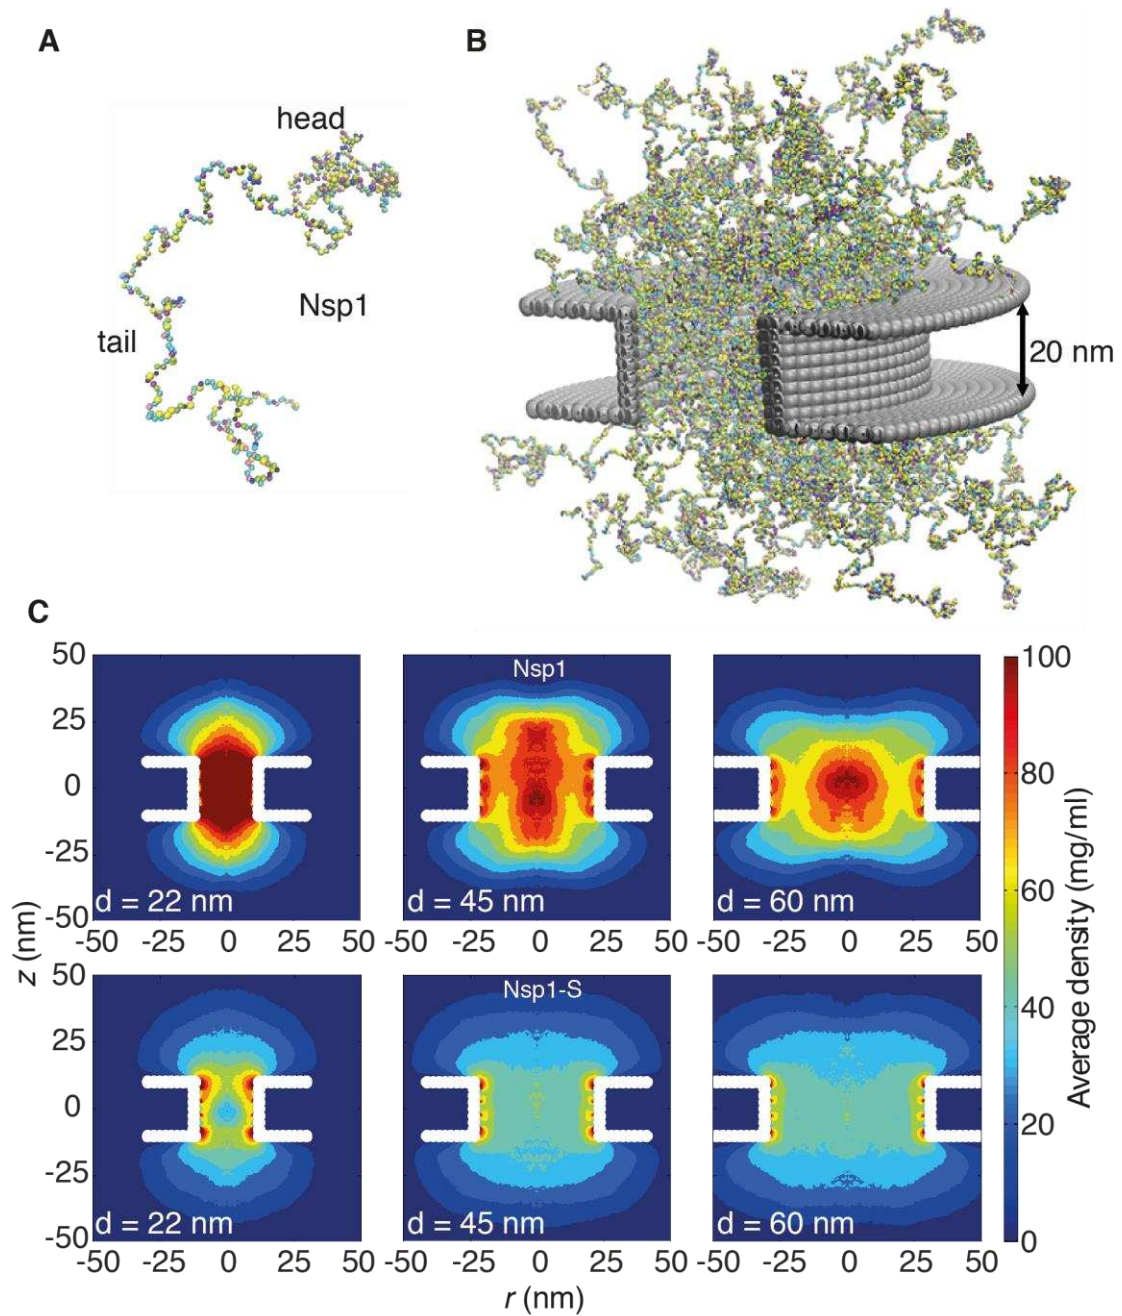 A
head
Nsp1
tail
B
20 nm
C
Nsp1
50
25
0
-25
-50
d = 22 nm
d = 45 nm
d = 60 nm
-50 -25 0 25 50
-50 -25 0 25 50
-50 -25 0 25 50
Nsp1-S
50
25
0
-25
-50
d = 22 nm
d = 45 nm
d = 60 nm
-50 -25 0 25 50
-50 -25 0 25 50
-50 -25 0 25 50
z (nm)
r (nm)
100
80
60
40
20
0
Average density (mg/ml)